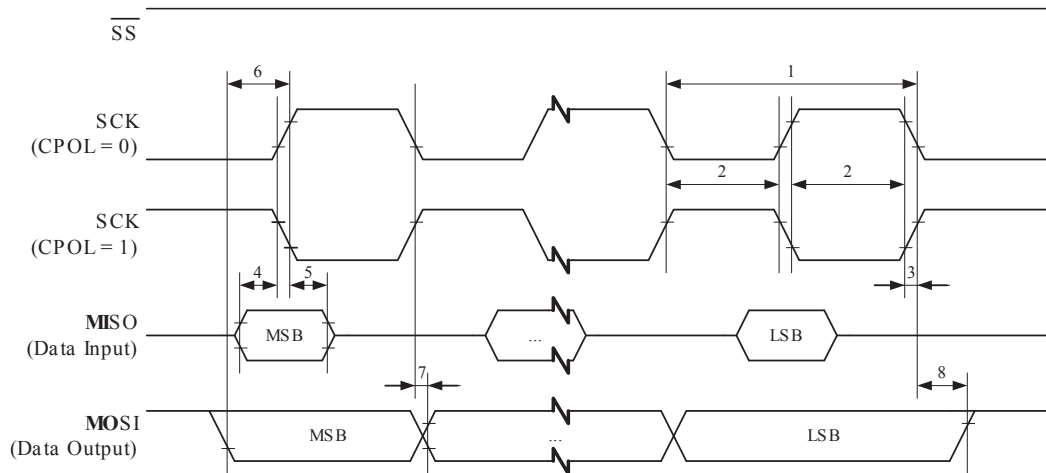 SS
6
1
SCK
(CPOL = 0)
2
2
SCK
(CPOL = 1)
4
5
3
MISO
(Data Input)
MSB
...
LSB
7
8
MOSI
(Data Output)
MSB
...
LSB